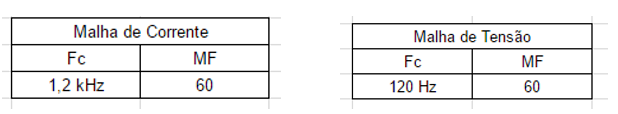 Malha de Corrente
Fc MF
1,2 kHz 60
Malha de Tensão
Fc MF
120 Hz 60